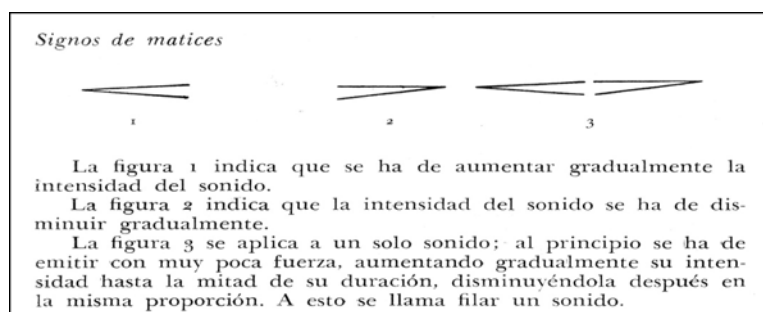 Signos de matices
1 2 3
La figura 1 indica que se ha de aumentar gradualmente la
intensidad del sonido.
La figura 2 indica que la intensidad del sonido se ha de dis-
minuir gradualmente.
La figura 3 se aplica a un solo sonido; al principio se ha de
emitir con muy poca fuerza, aumentando gradualmente su inten-
sidad hasta la mitad de su duración, disminuyéndola después en
la misma proporción. A esto se llama filar un sonido.